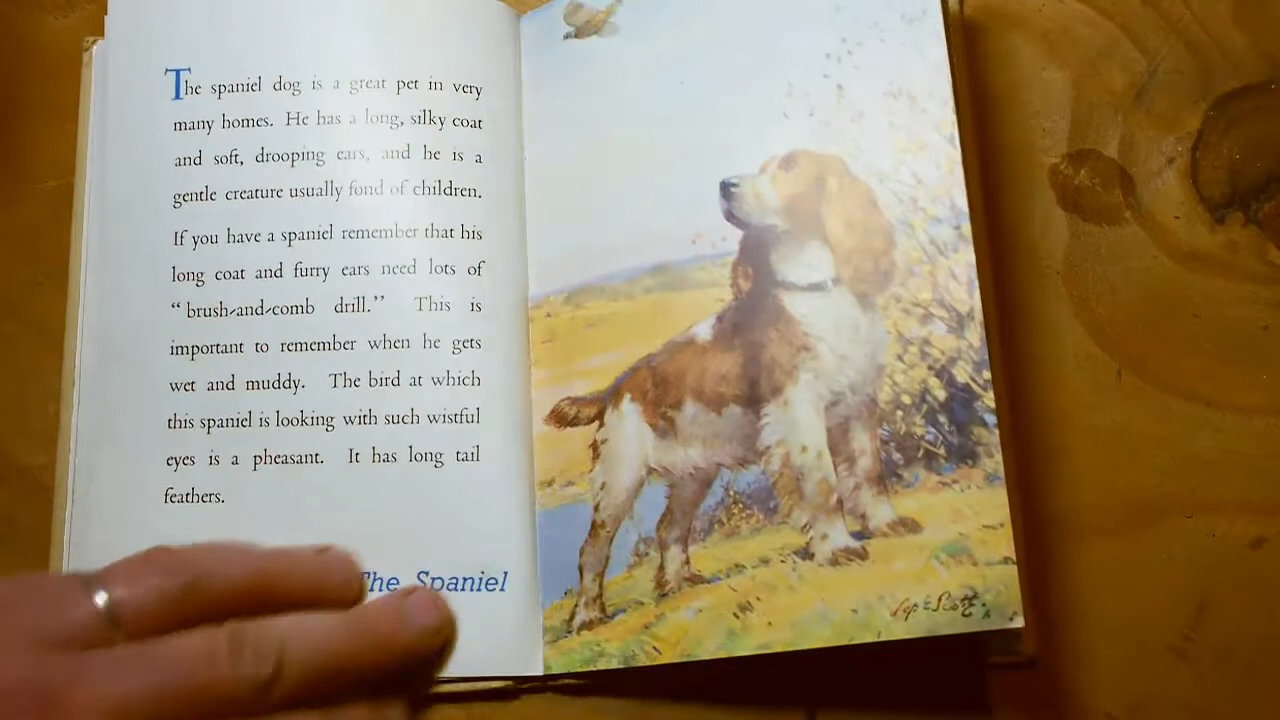 The spaniel dog is a great pet in very
many homes. He has a long, silky coat
and soft, drooping ears, and he is a
gentle creature usually fond of children.
If you have a spaniel remember that his
long coat and furry ears need lots of
“ brush-and-comb drill.” This is
important to remember when he gets
wet and muddy. The bird at which
this spaniel is looking with such wistful
eyes is a pheasant. It has long tail
feathers.
The Spaniel
Sep E Scott